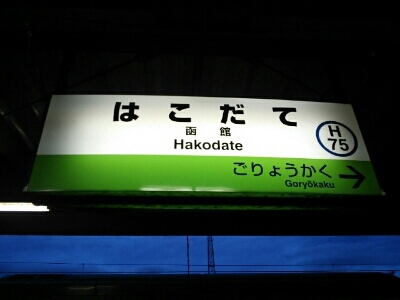 はこだて
函館
Hakodate
H
75
ごりょうかく
Goryōkaku